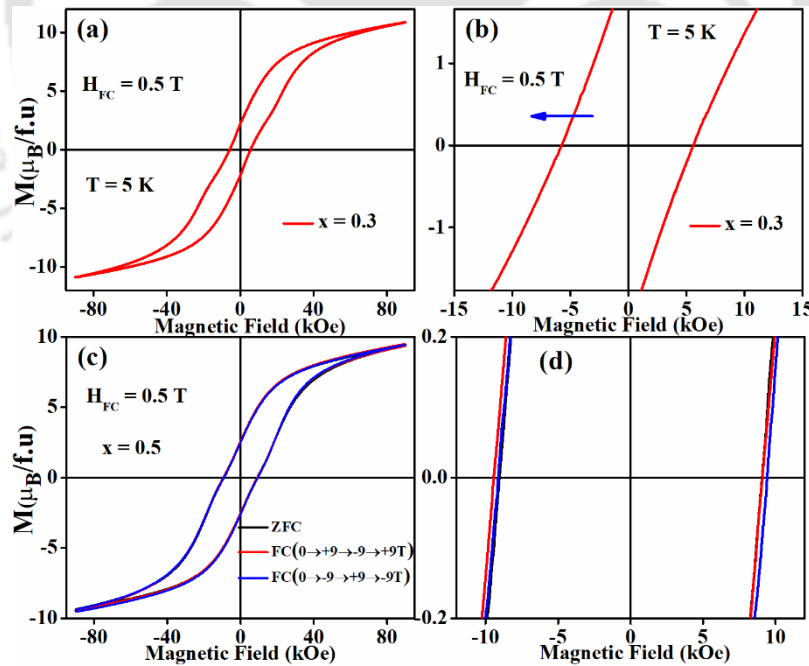 (a)
H_FC = 0.5 T
T = 5 K
x = 0.3
M(μ_B/f.u)
10
5
0
-5
-10
-80 -40 0 40 80
Magnetic Field (kOe)
(b)
T = 5 K
H_FC = 0.5 T
x = 0.3
1
0
-1
-15 -10 -5 0 5 10 15
Magnetic Field (kOe)
(c)
H_FC = 0.5 T
x = 0.5
ZFC
FC(0→+9→-9→+9T)
FC(0→-9→+9→-9T)
M(μ_B/f.u)
10
5
0
-5
-10
-80 -40 0 40 80
Magnetic Field (kOe)
(d)
0.2
0.0
-0.2
-10 -5 0 5 10
Magnetic Field (kOe)